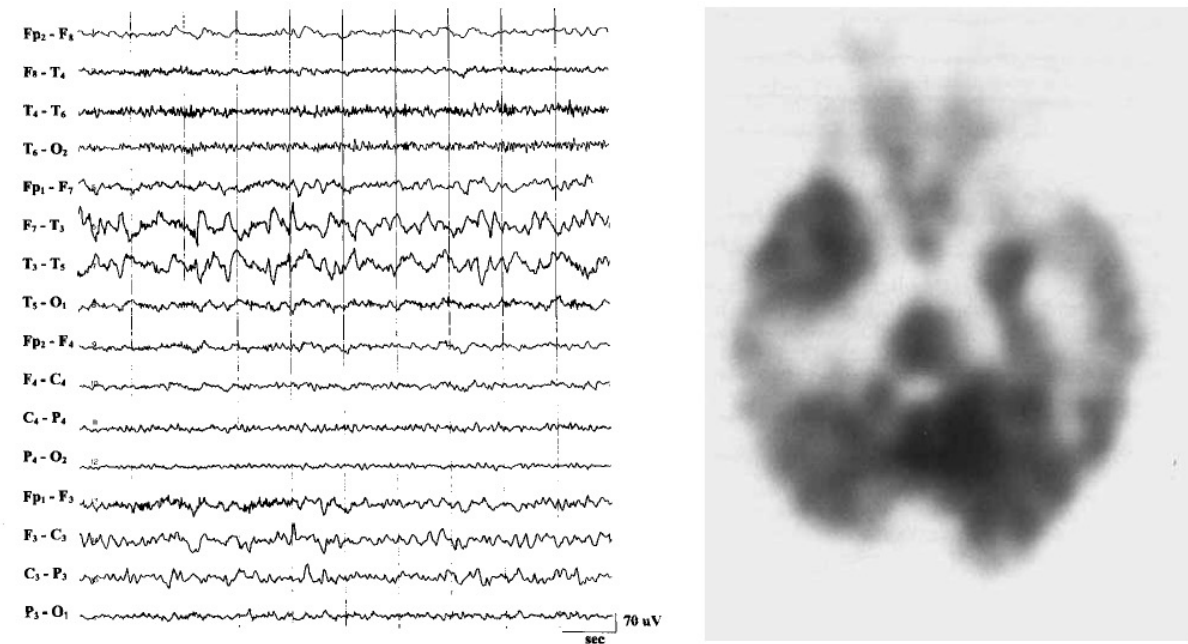 Fp₂ - F₈
F₈ - T₄
T₄ - T₆
T₆ - O₂
Fp₁ - F₇
F₇ - T₃
T₃ - T₅
T₅ - O₁
Fp₂ - F₄
F₄ - C₄
C₄ - P₄
P₄ - O₂
Fp₁ - F₃
F₃ - C₃
C₃ - P₃
P₃ - O₁
70 uV
sec